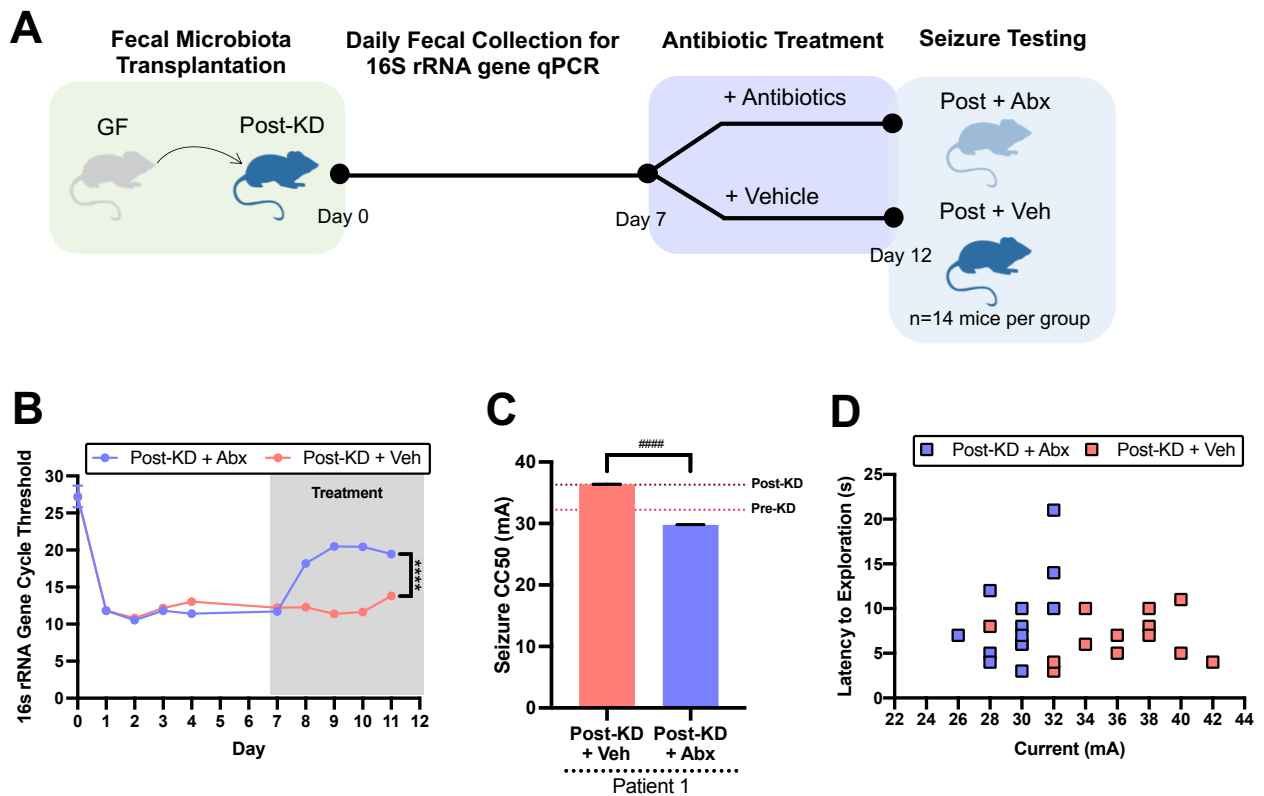 A
Fecal Microbiota
Transplantation
Daily Fecal Collection for
16S rRNA gene qPCR
Antibiotic Treatment
Seizure Testing
GF
Post-KD
Day 0
Day 7
+ Antibiotics
+ Vehicle
Day 12
Post + Abx
Post + Veh
n=14 mice per group
B
Post-KD + Abx
Post-KD + Veh
16s rRNA Gene Cycle Threshold
30
25
20
15
10
5
0
Treatment
****
0 1 2 3 4 5 6 7 8 9 10 11 12
Day
C
####
Seizure CC50 (mA)
40
30
20
10
0
Post-KD
Pre-KD
Post-KD
+ Veh
Post-KD
+ Abx
Patient 1
D
Post-KD + Abx
Post-KD + Veh
Latency to Exploration (s)
25
20
15
10
5
0
22 24 26 28 30 32 34 36 38 40 42 44
Current (mA)